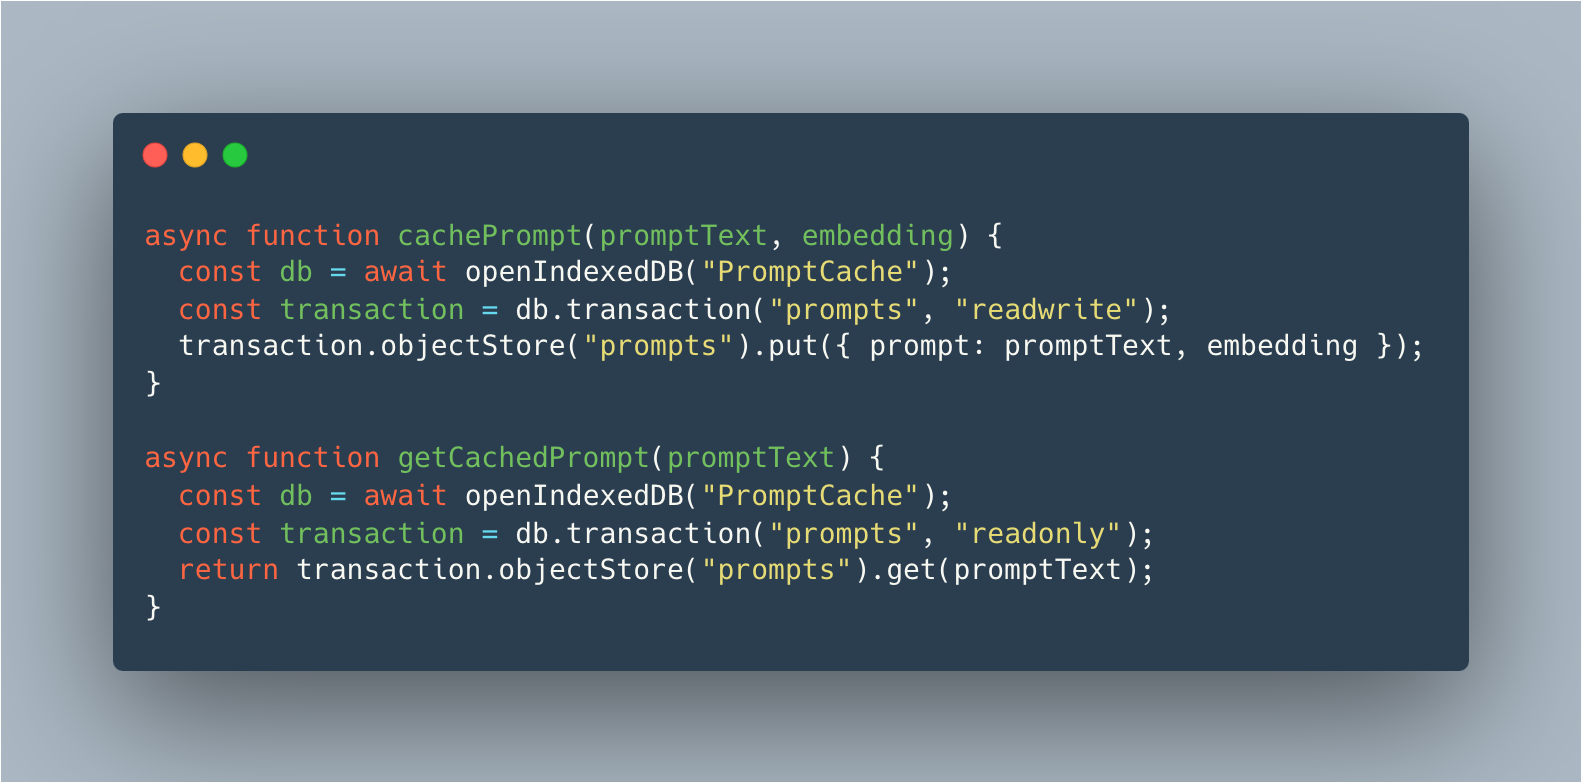 async function cachePrompt(promptText, embedding) {
  const db = await openIndexedDB("PromptCache");
  const transaction = db.transaction("prompts", "readwrite");
  transaction.objectStore("prompts").put({ prompt: promptText, embedding });
}

async function getCachedPrompt(promptText) {
  const db = await openIndexedDB("PromptCache");
  const transaction = db.transaction("prompts", "readonly");
  return transaction.objectStore("prompts").get(promptText);
}